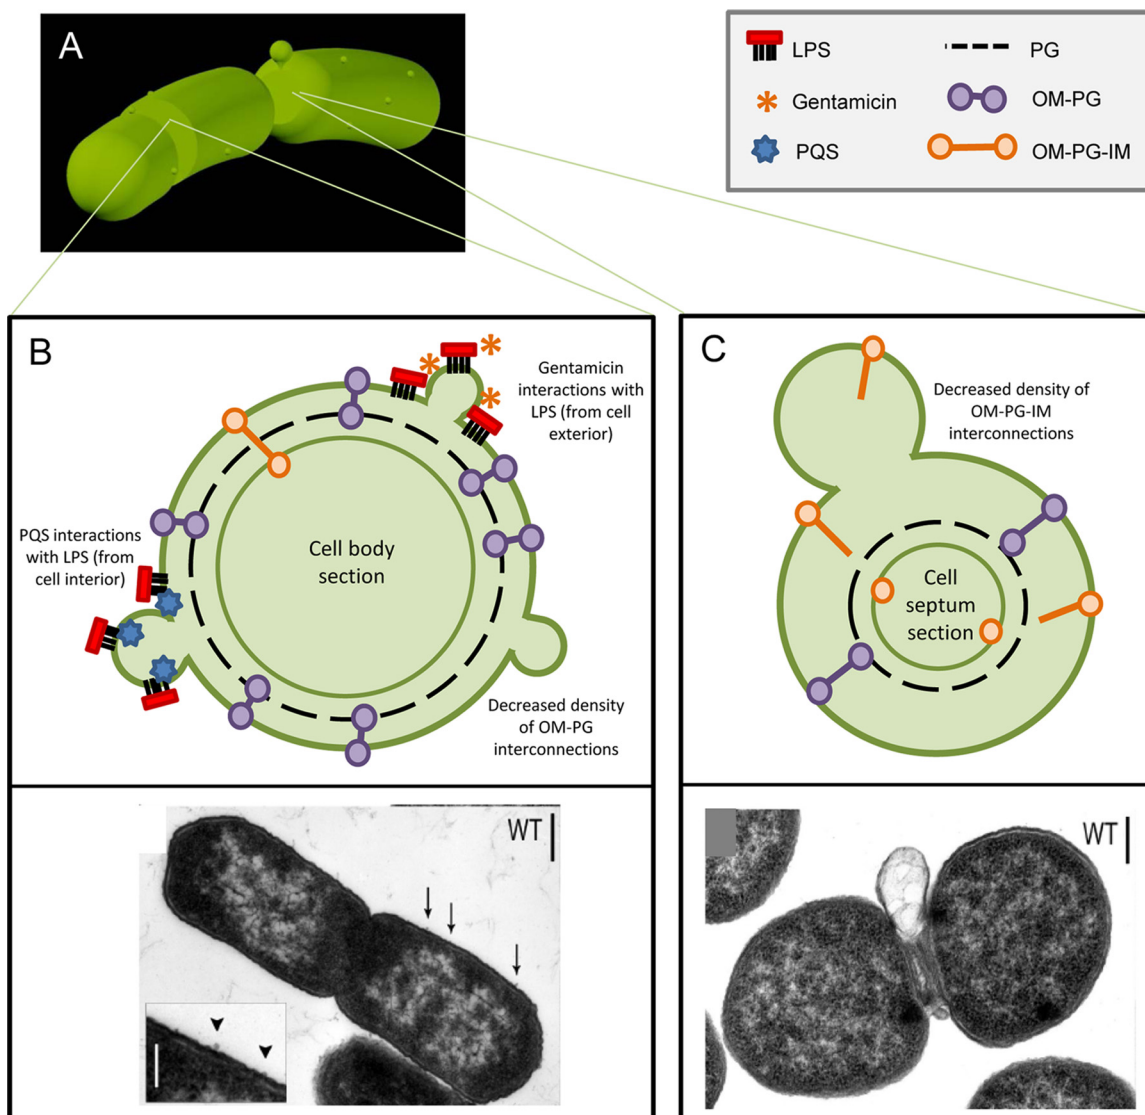 A
LPS
PG
Gentamicin
OM-PG
PQS
OM-PG-IM
B
Gentamicin
interactions with
LPS (from cell
exterior)
PQS interactions
with LPS (from
cell interior)
Cell body
section
Decreased density
of OM-PG
interconnections
C
Decreased density of
OM-PG-IM
interconnections
Cell
septum
section
WT
WT